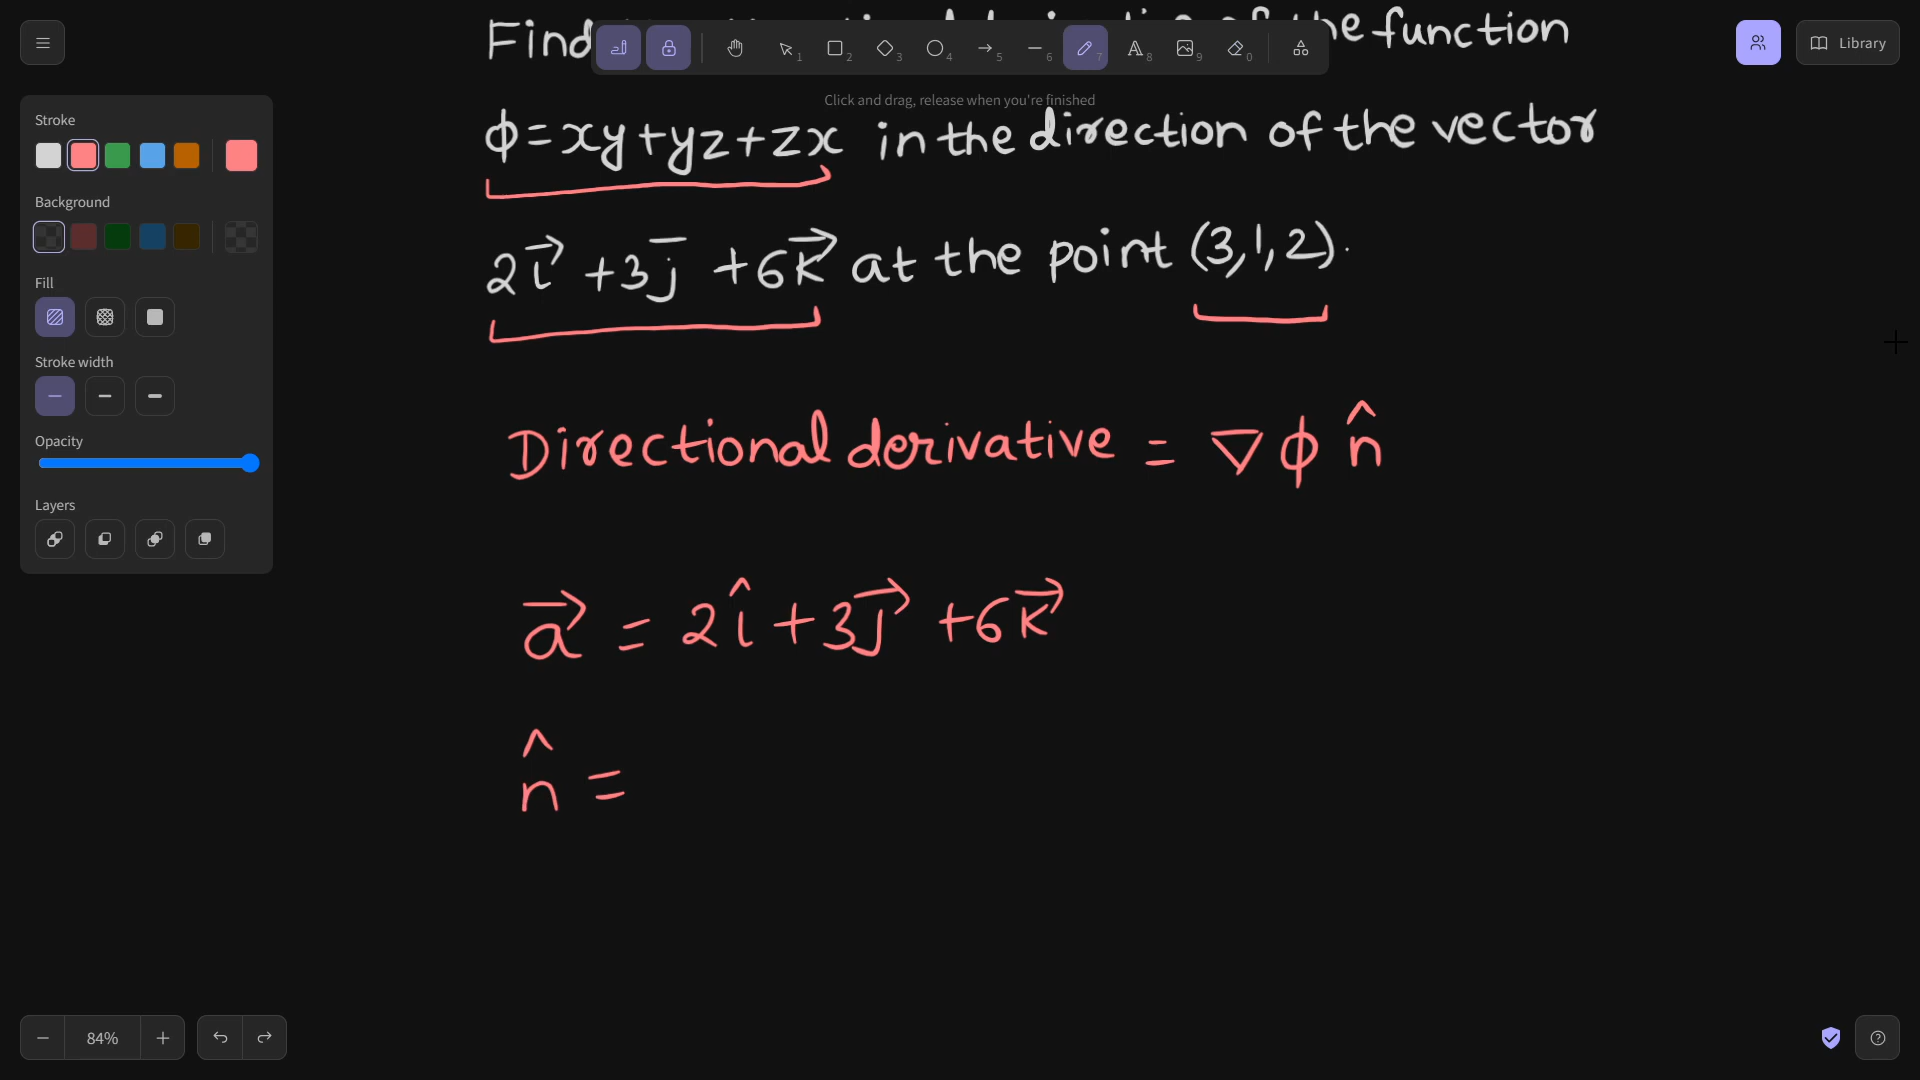 Find the function
Library
Click and drag, release when you're finished
Stroke
ϕ=xy+yz+zx in the direction of the vector
Background
2i⃗ +3j̅ +6k⃗ at the point (3,1,2).
Fill
Stroke width
Opacity
Directional derivative = ∇ϕ n̂
Layers
a⃗ = 2î+3j⃗ +6k⃗
n̂ =
84%